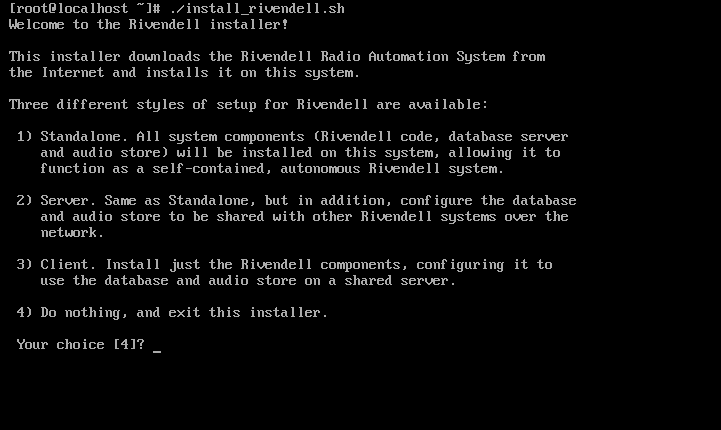 [root@localhost ~]# ./install_rivendell.sh
Welcome to the Rivendell installer!
This installer downloads the Rivendell Radio Automation System from
the Internet and installs it on this system.
Three different styles of setup for Rivendell are available:
1) Standalone. All system components (Rivendell code, database server
and audio store) will be installed on this system, allowing it to
function as a self-contained, autonomous Rivendell system.
2) Server. Same as Standalone, but in addition, configure the database
and audio store to be shared with other Rivendell systems over the
network.
3) Client. Install just the Rivendell components, configuring it to
use the database and audio store on a shared server.
4) Do nothing, and exit this installer.
Your choice [4]? _